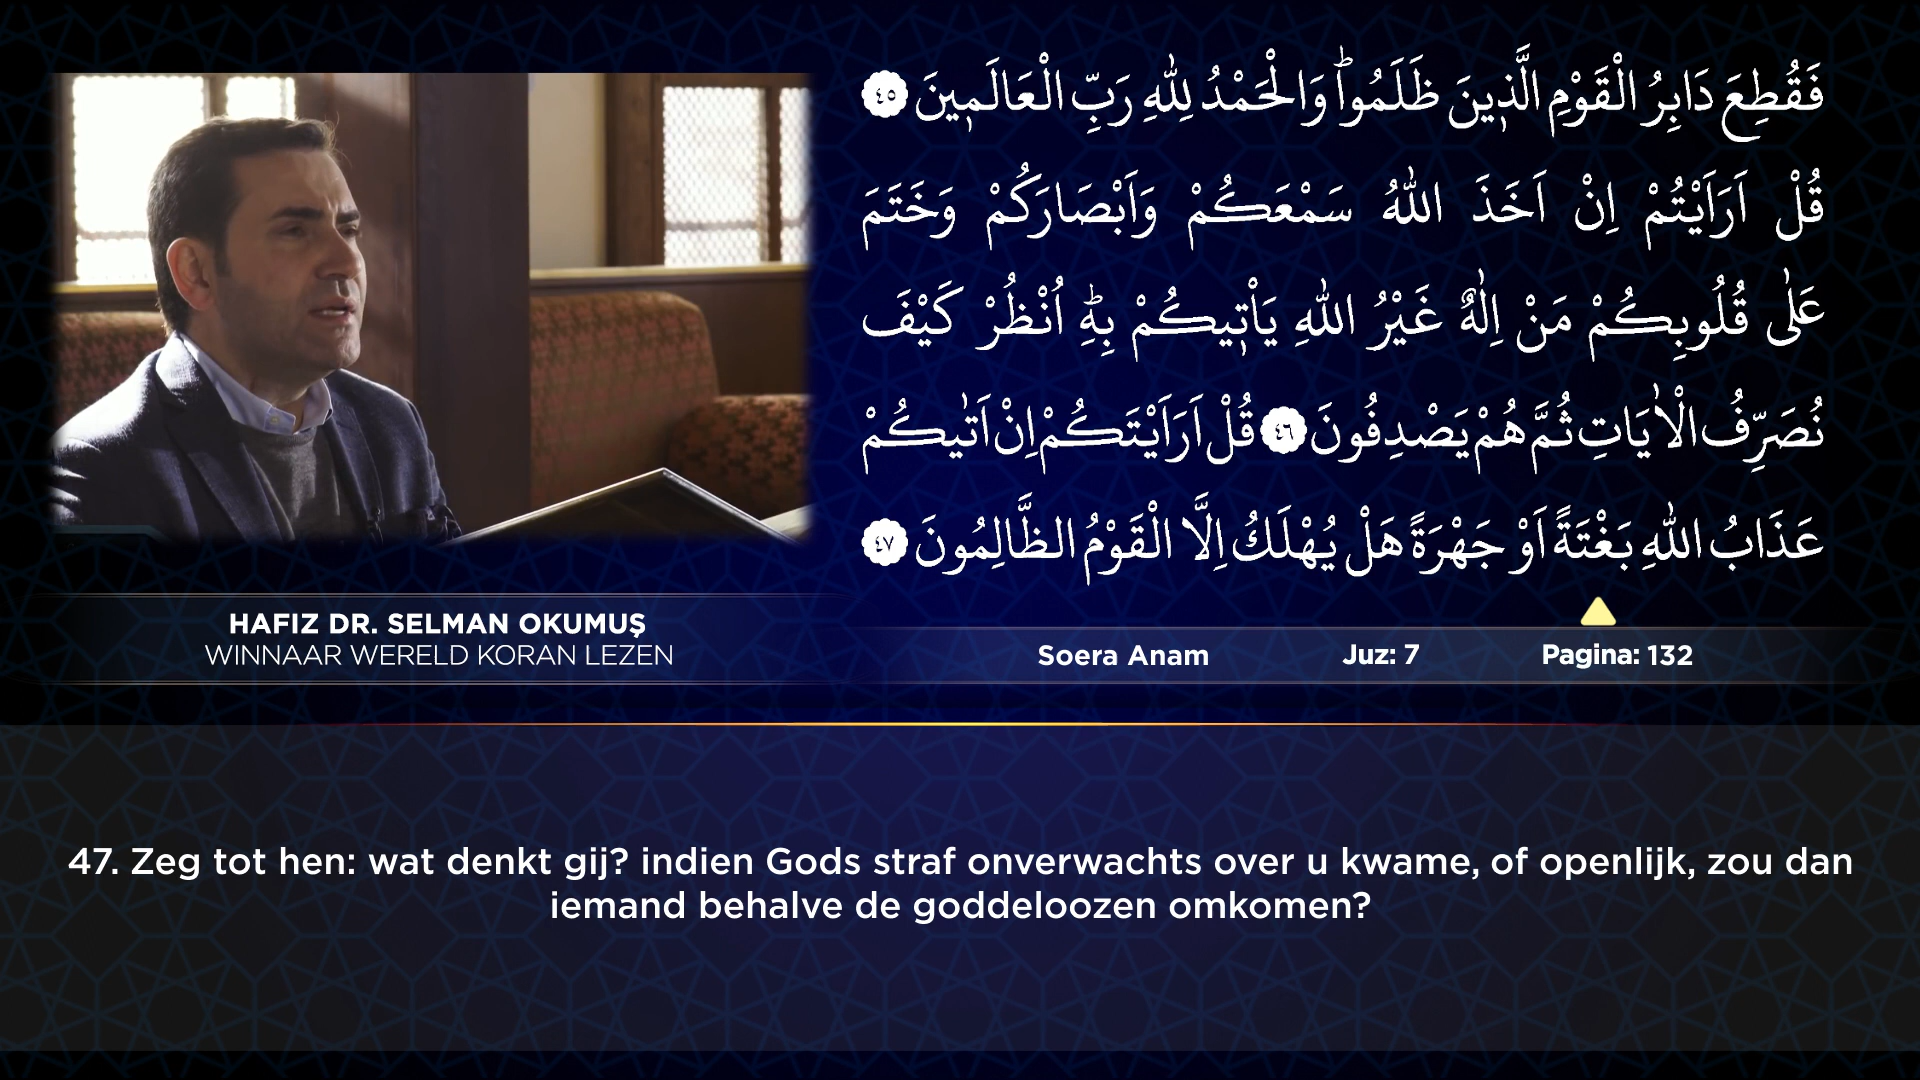 فَقُطِعَ دَابِرُ الْقَوْمِ الَّذ۪ينَ ظَلَمُواۜ وَالْحَمْدُ لِلّٰهِ رَبِّ الْعَالَم۪ينَ ٤٥
قُلْ اَرَاَيْتُمْ اِنْ اَخَذَ اللّٰهُ سَمْعَكُمْ وَاَبْصَارَكُمْ وَخَتَمَ
عَلٰى قُلُوبِكُمْ مَنْ اِلٰهٌ غَيْرُ اللّٰهِ يَأْت۪يكُمْ بِهِۜ اُنْظُرْ كَيْفَ
نُصَرِّفُ الْاٰيَاتِ ثُمَّ هُمْ يَصْدِفُونَ ٤٦ قُلْ اَرَاَيْتَكُمْ اِنْ اَتٰيكُمْ
عَذَابُ اللّٰهِ بَغْتَةً اَوْ جَهْرَةً هَلْ يُهْلَكُ اِلَّا الْقَوْمُ الظَّالِمُونَ ٤٧
HAFIZ DR. SELMAN OKUMUŞ
WINNAAR WERELD KORAN LEZEN
Soera Anam Juz: 7 Pagina: 132
47. Zeg tot hen: wat denkt gij? indien Gods straf onverwachts over u kwame, of openlijk, zou dan
iemand behalve de goddeloozen omkomen?